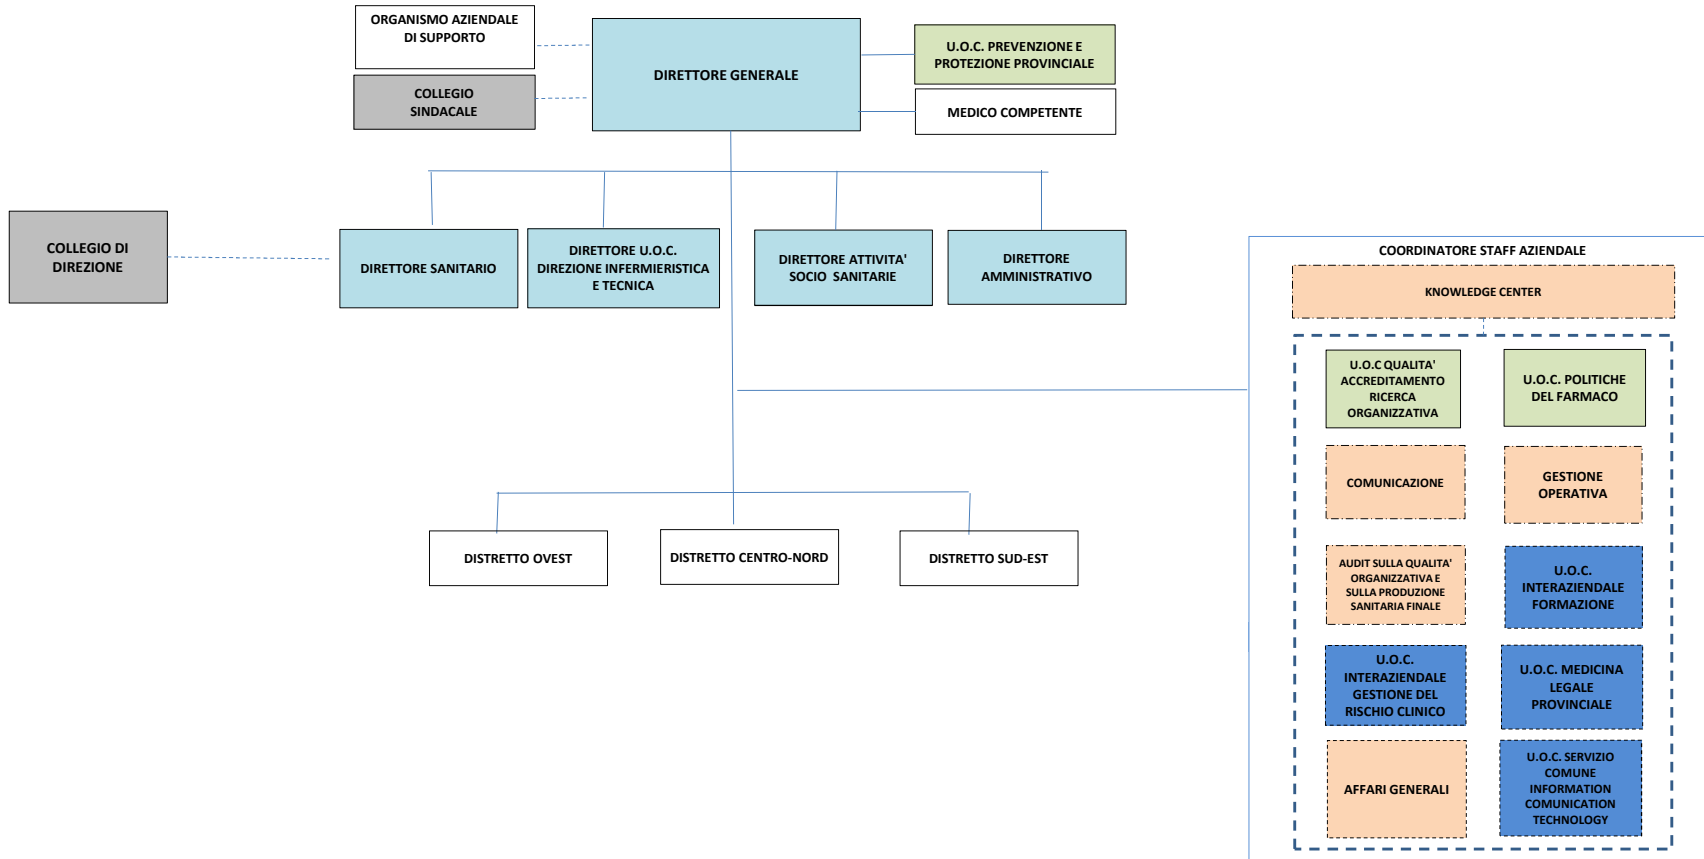 ORGANISMO AZIENDALE
DI SUPPORTO
COLLEGIO
SINDACALE
DIRETTORE GENERALE
U.O.C. PREVENZIONE E
PROTEZIONE PROVINCIALE
MEDICO COMPETENTE
COLLEGIO DI
DIREZIONE
DIRETTORE SANITARIO
DIRETTORE U.O.C.
DIREZIONE INFERMIERISTICA
E TECNICA
DIRETTORE ATTIVITA'
SOCIO SANITARIE
DIRETTORE
AMMINISTRATIVO
DISTRETTO OVEST
DISTRETTO CENTRO-NORD
DISTRETTO SUD-EST
COORDINATORE STAFF AZIENDALE
KNOWLEDGE CENTER
U.O.C QUALITA'
ACCREDITAMENTO
RICERCA
ORGANIZZATIVA
U.O.C. POLITICHE
DEL FARMACO
COMUNICAZIONE
GESTIONE
OPERATIVA
AUDIT SULLA QUALITA'
ORGANIZZATIVA E
SULLA PRODUZIONE
SANITARIA FINALE
U.O.C.
INTERAZIENDALE
FORMAZIONE
U.O.C.
INTERAZIENDALE
GESTIONE DEL
RISCHIO CLINICO
U.O.C. MEDICINA
LEGALE
PROVINCIALE
AFFARI GENERALI
U.O.C. SERVIZIO
COMUNE
INFORMATION
COMUNICATION
TECHNOLOGY